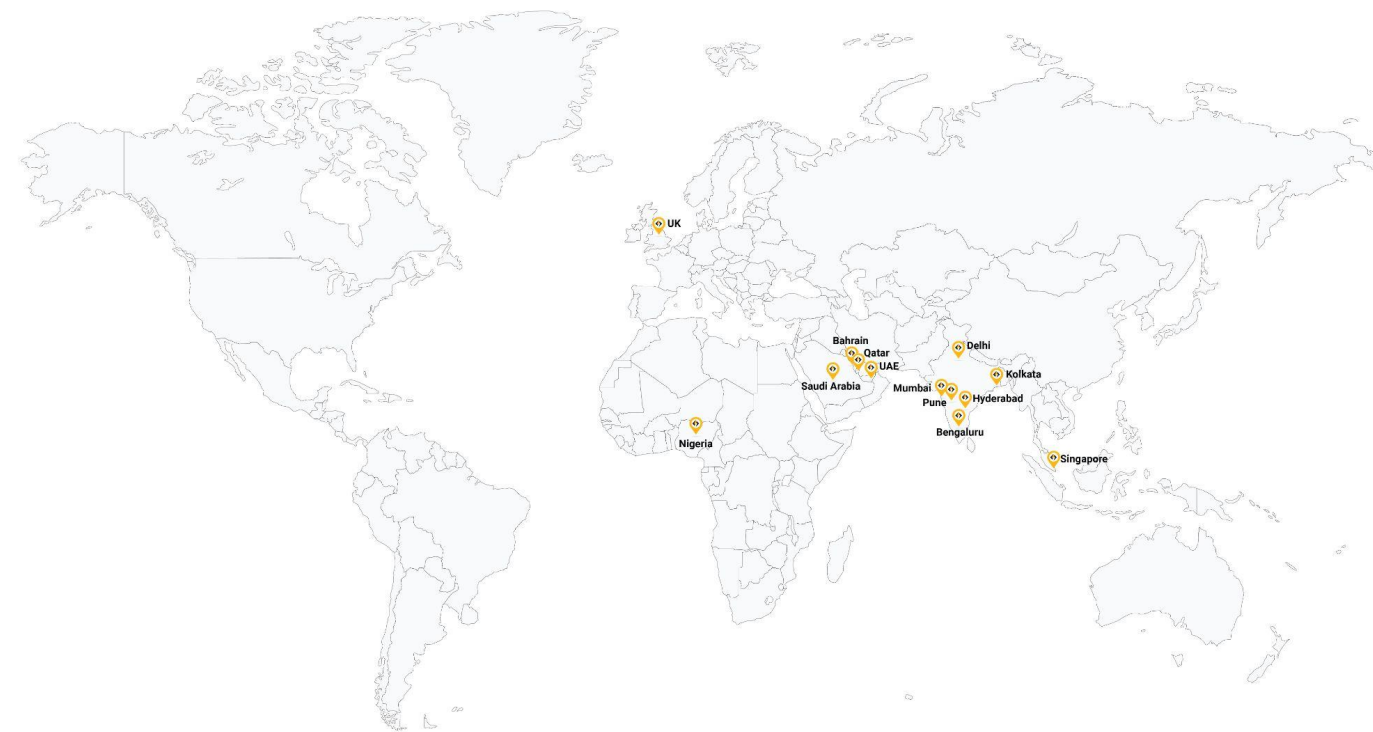 UK
Bahrain
Qatar
UAE
Saudi Arabia
Delhi
Kolkata
Mumbai
Pune
Hyderabad
Bengaluru
Nigeria
Singapore